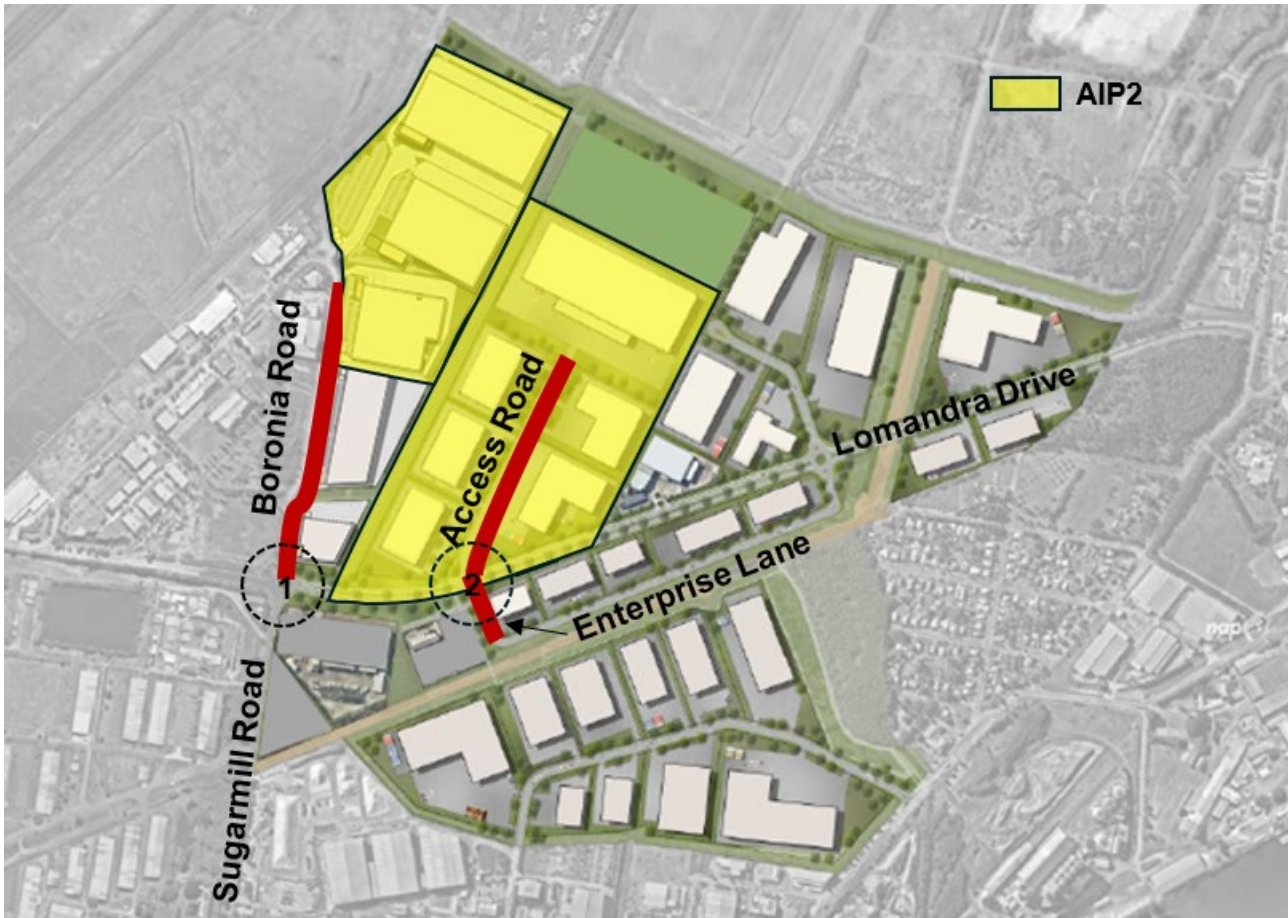 AIP2
Boronia Road
Access Road
Lomandra Drive
1
2
Enterprise Lane
Sugarmill Road